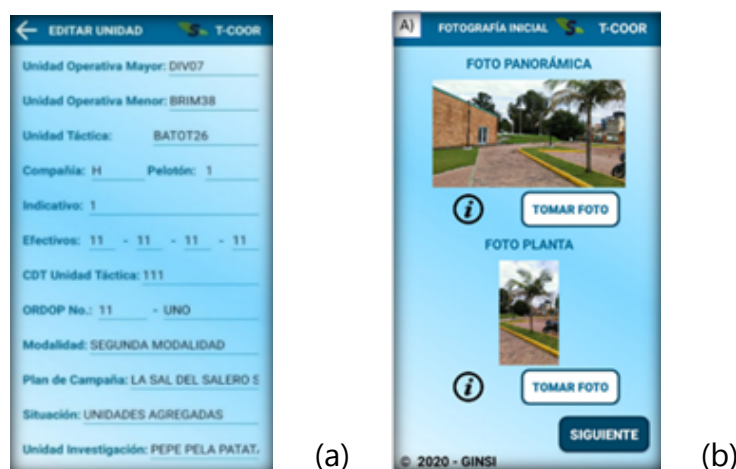 EDITAR UNIDAD T-COOR
Unidad Operativa Mayor: DIV07
Unidad Operativa Menor: BRIM38
Unidad Táctica: BATOT26
Compañia: H Pelotón: 1
Indicativo: 1
Efectivos: 11 - 11 - 11 - 11
CDT Unidad Táctica: 111
ORDOP No.: 11 - UNO
Modalidad: SEGUNDA MODALIDAD
Plan de Campaña: LA SAL DEL SALERO S
Situación: UNIDADES AGREGADAS
Unidad Investigación: PEPE PELA PATAT
(a)
A) FOTOGRAFÍA INICIAL T-COOR
FOTO PANORÁMICA
i TOMAR FOTO
FOTO PLANTA
i TOMAR FOTO
SIGUIENTE
© 2020 - GINSI
(b)